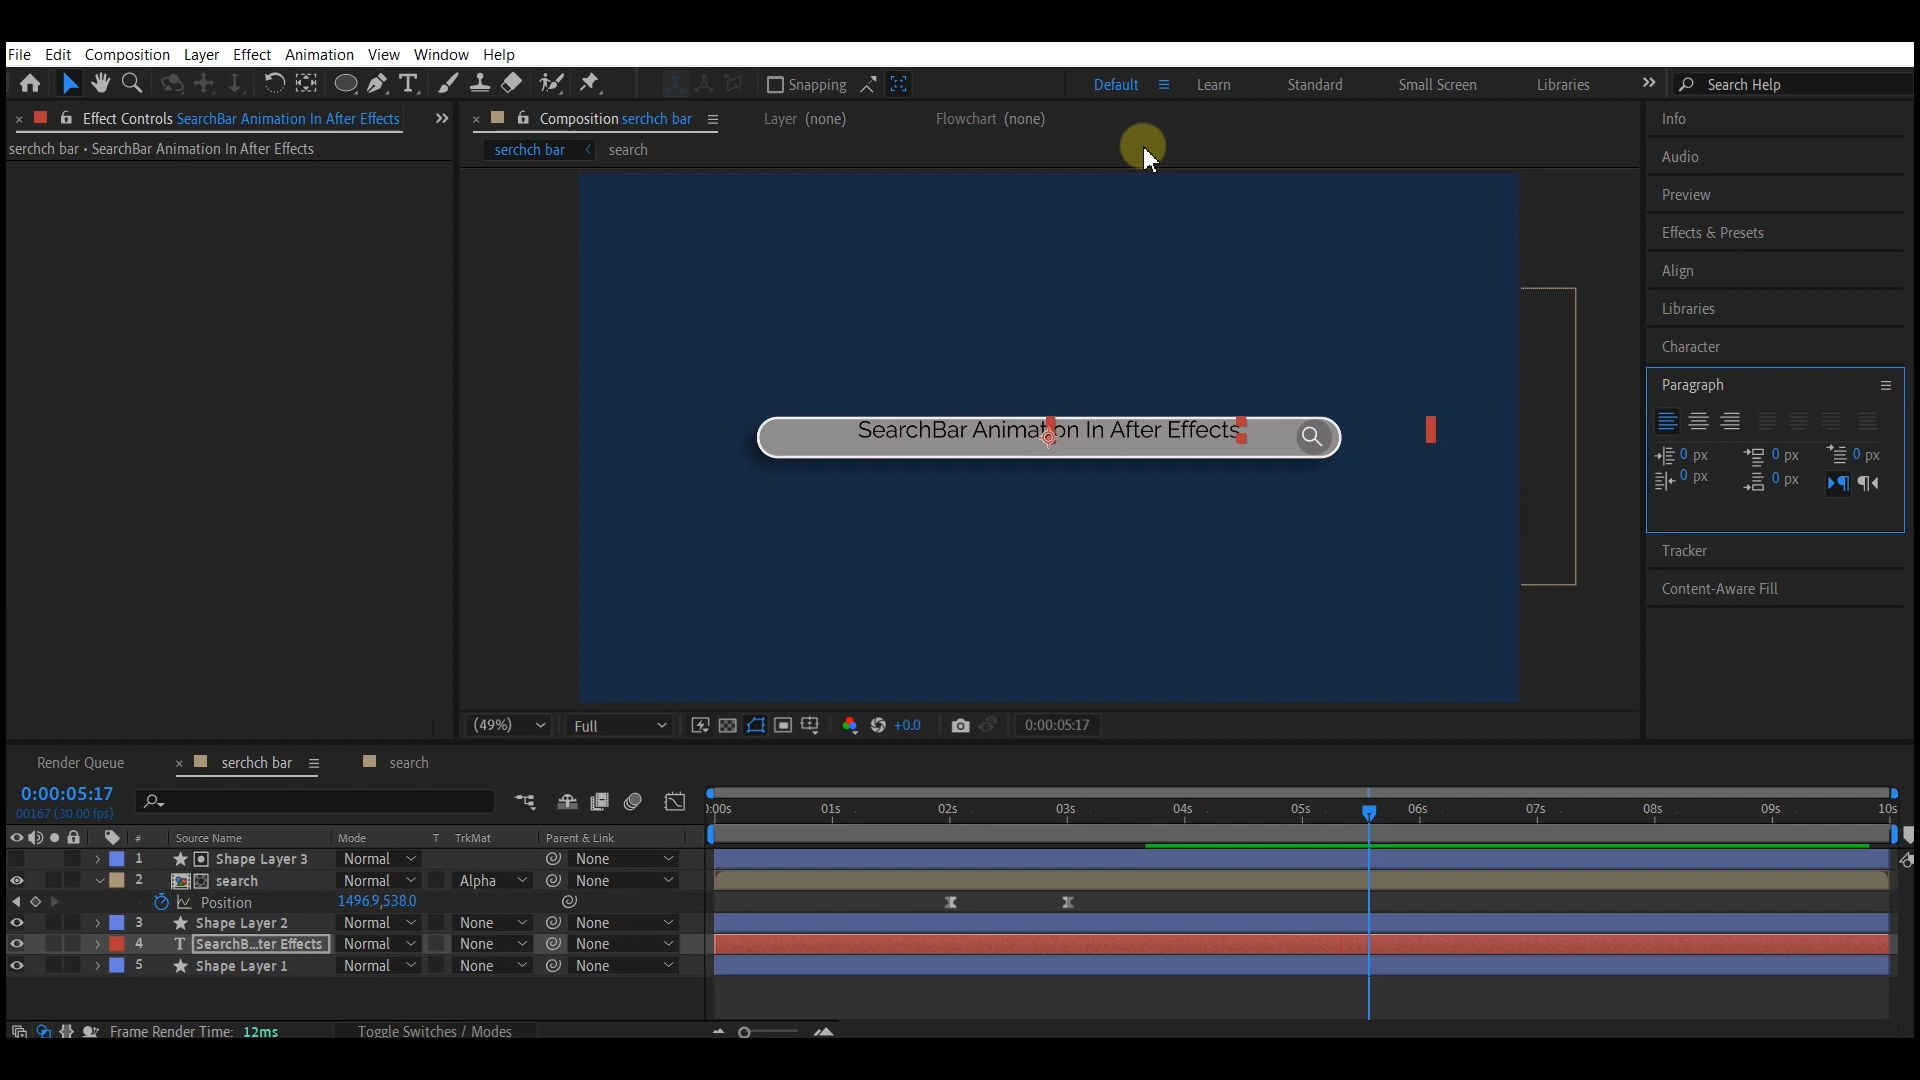 File Edit Composition Layer Effect Animation View Window Help
Snapping Default Learn Standard Small Screen Libraries Search Help
Effect Controls SearchBar Animation In After Effects
Composition serchch bar Layer (none) Flowchart (none)
serchch bar • SearchBar Animation In After Effects
serchch bar search
Info
Audio
Preview
Effects & Presets
Align
Libraries
Character
Paragraph
0 px 0 px 0 px
0 px 0 px
Tracker
Content-Aware Fill
SearchBar Animation In After Effects
(49%) Full +0.0 0:00:05:17
Render Queue serchch bar search
0:00:05:17
00167 (30.00 fps)
):00s 01s 02s 03s 04s 05s 06s 07s 08s 09s 10s
# Source Name Mode T TrkMat Parent & Link
1 Shape Layer 3 Normal None
2 search Normal Alpha None
Position 1496.9,538.0
3 Shape Layer 2 Normal None None
4 T SearchB...ter Effects Normal None None
5 Shape Layer 1 Normal None None
Frame Render Time: 12ms Toggle Switches / Modes